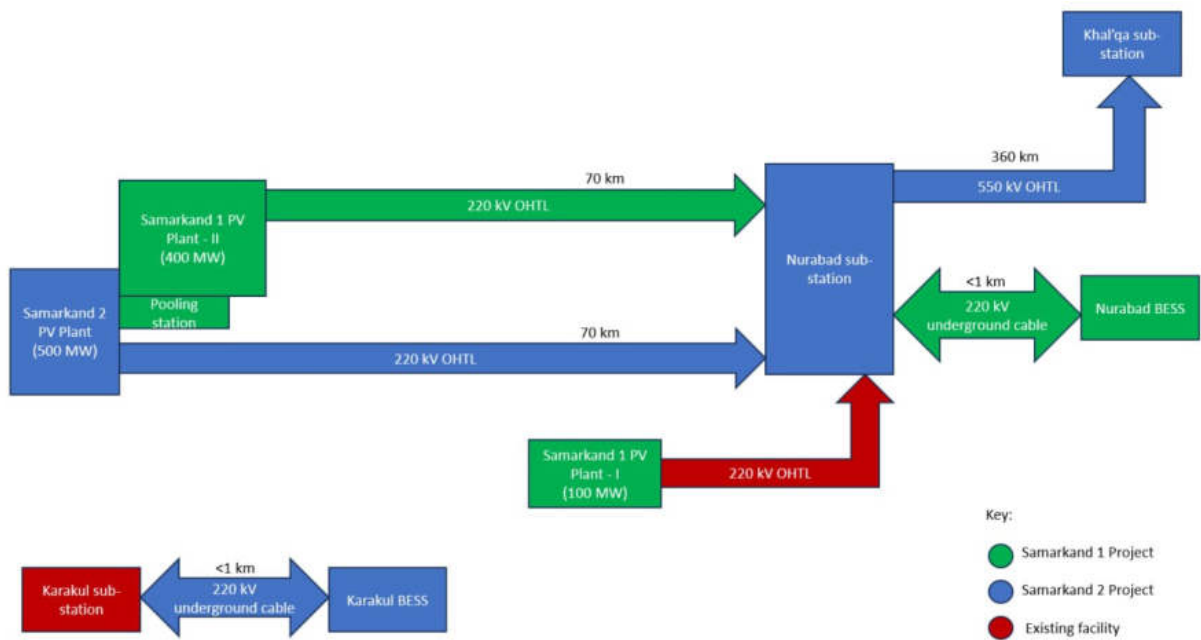 Khal'qa sub-
station
360 km
550 kV OHTL
70 km
220 kV OHTL
Samarkand 1 PV
Plant - II
(400 MW)
Pooling
station
Samarkand 2
PV Plant
(500 MW)
70 km
220 kV OHTL
Nurabad sub-
station
<1 km
220 kV
underground cable
Nurabad BESS
Samarkand 1 PV
Plant - I
(100 MW)
220 kV OHTL
Karakul sub-
station
<1 km
220 kV
underground cable
Karakul BESS
Key:
Samarkand 1 Project
Samarkand 2 Project
Existing facility